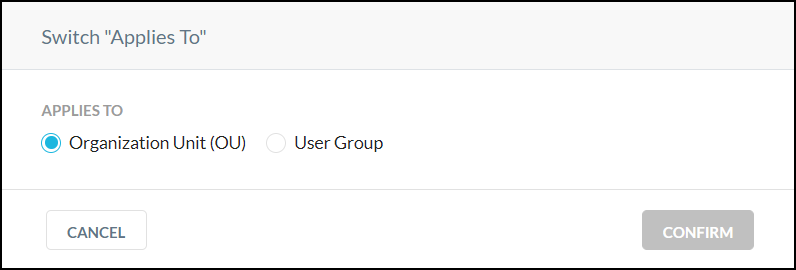 Switch "Applies To"
APPLIES TO
Organization Unit (OU) User Group
CANCEL CONFIRM